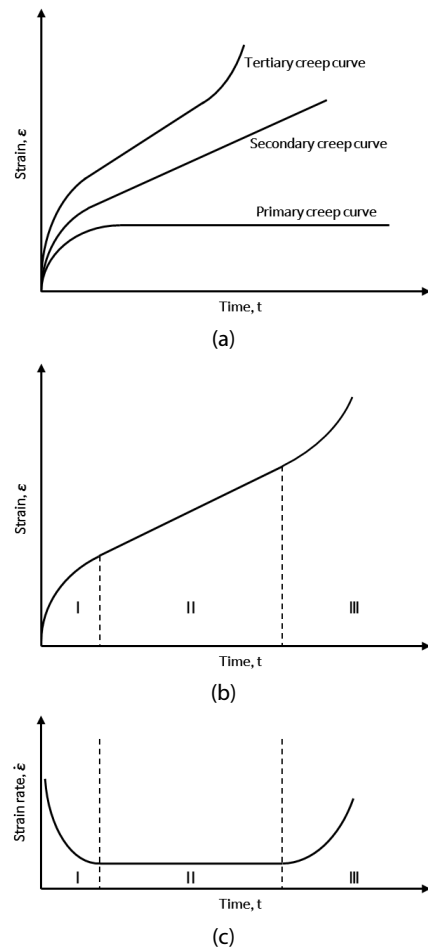 Tertiary creep curve
Secondary creep curve
Primary creep curve
Strain, ε
Time, t
(a)
Strain, ε
I II III
Time, t
(b)
Strain rate, ε̇
I II III
Time, t
(c)